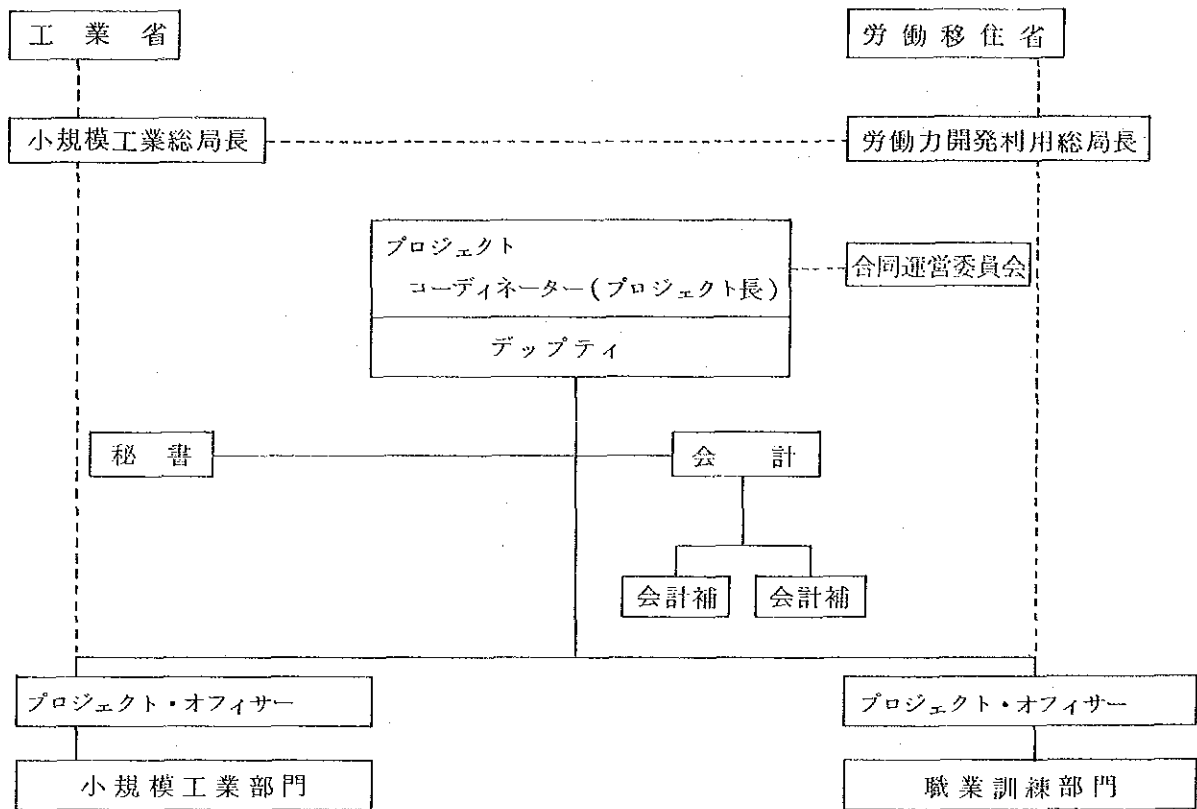 工業省
労働移住省
小規模工業総局長
労働力開発利用総局長
プロジェクト
コーディネーター(プロジェクト長)
合同運営委員会
デップティ
秘書
会計
会計補
会計補
プロジェクト・オフィサー
プロジェクト・オフィサー
小規模工業部門
職業訓練部門